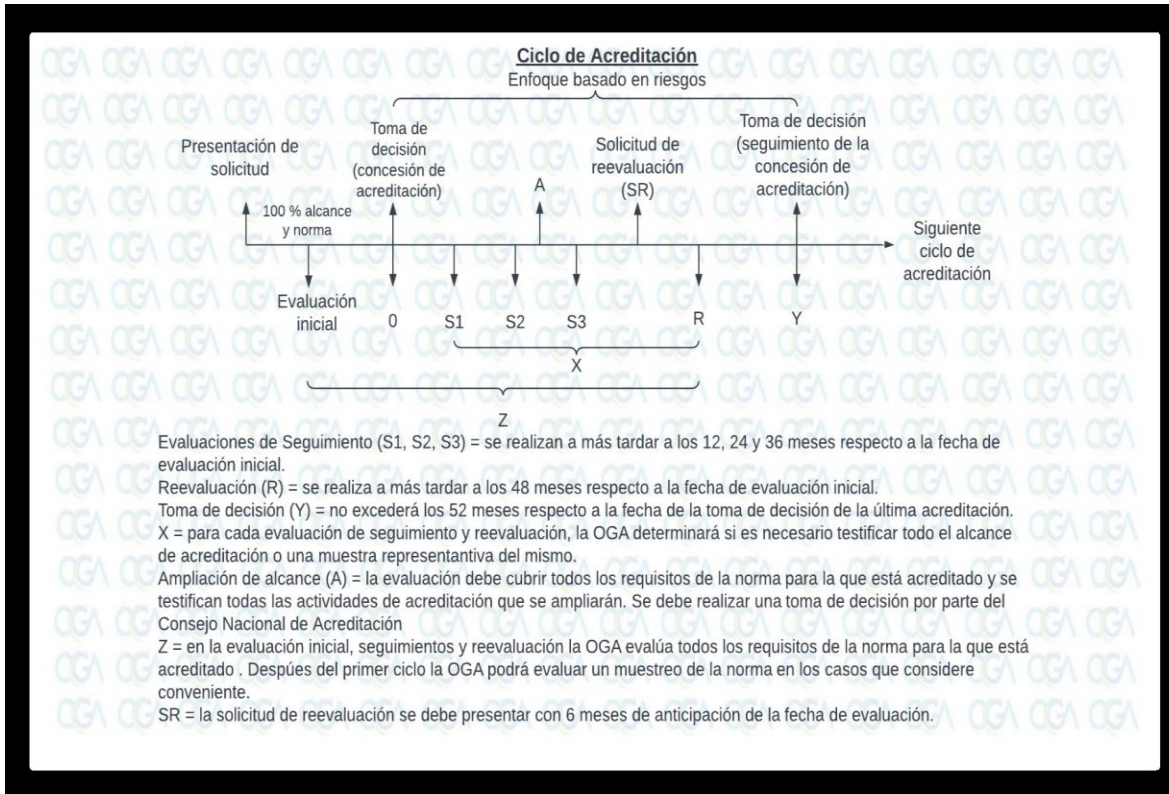 Ciclo de Acreditación
Enfoque basado en riesgos
Presentación de
solicitud
100 % alcance
y norma
Toma de
decisión
(concesión de
acreditación)
A
Solicitud de
reevaluación
(SR)
Toma de decisión
(seguimiento de la
concesión de
acreditación)
Siguiente
ciclo de
acreditación
Evaluación
inicial
0
S1
S2
S3
R
Y
X
Z
Evaluaciones de Seguimiento (S1, S2, S3) = se realizan a más tardar a los 12, 24 y 36 meses respecto a la fecha de
evaluación inicial.
Reevaluación (R) = se realiza a más tardar a los 48 meses respecto a la fecha de evaluación inicial.
Toma de decisión (Y) = no excederá los 52 meses respecto a la fecha de la toma de decisión de la última acreditación.
X = para cada evaluación de seguimiento y reevaluación, la OGA determinará si es necesario testificar todo el alcance
de acreditación o una muestra representantiva del mismo.
Ampliación de alcance (A) = la evaluación debe cubrir todos los requisitos de la norma para la que está acreditado y se
testifican todas las actividades de acreditación que se ampliarán. Se debe realizar una toma de decisión por parte del
Consejo Nacional de Acreditación
Z = en la evaluación inicial, seguimientos y reevaluación la OGA evalúa todos los requisitos de la norma para la que está
acreditado . Despúes del primer ciclo la OGA podrá evaluar un muestreo de la norma en los casos que considere
conveniente.
SR = la solicitud de reevaluación se debe presentar con 6 meses de anticipación de la fecha de evaluación.